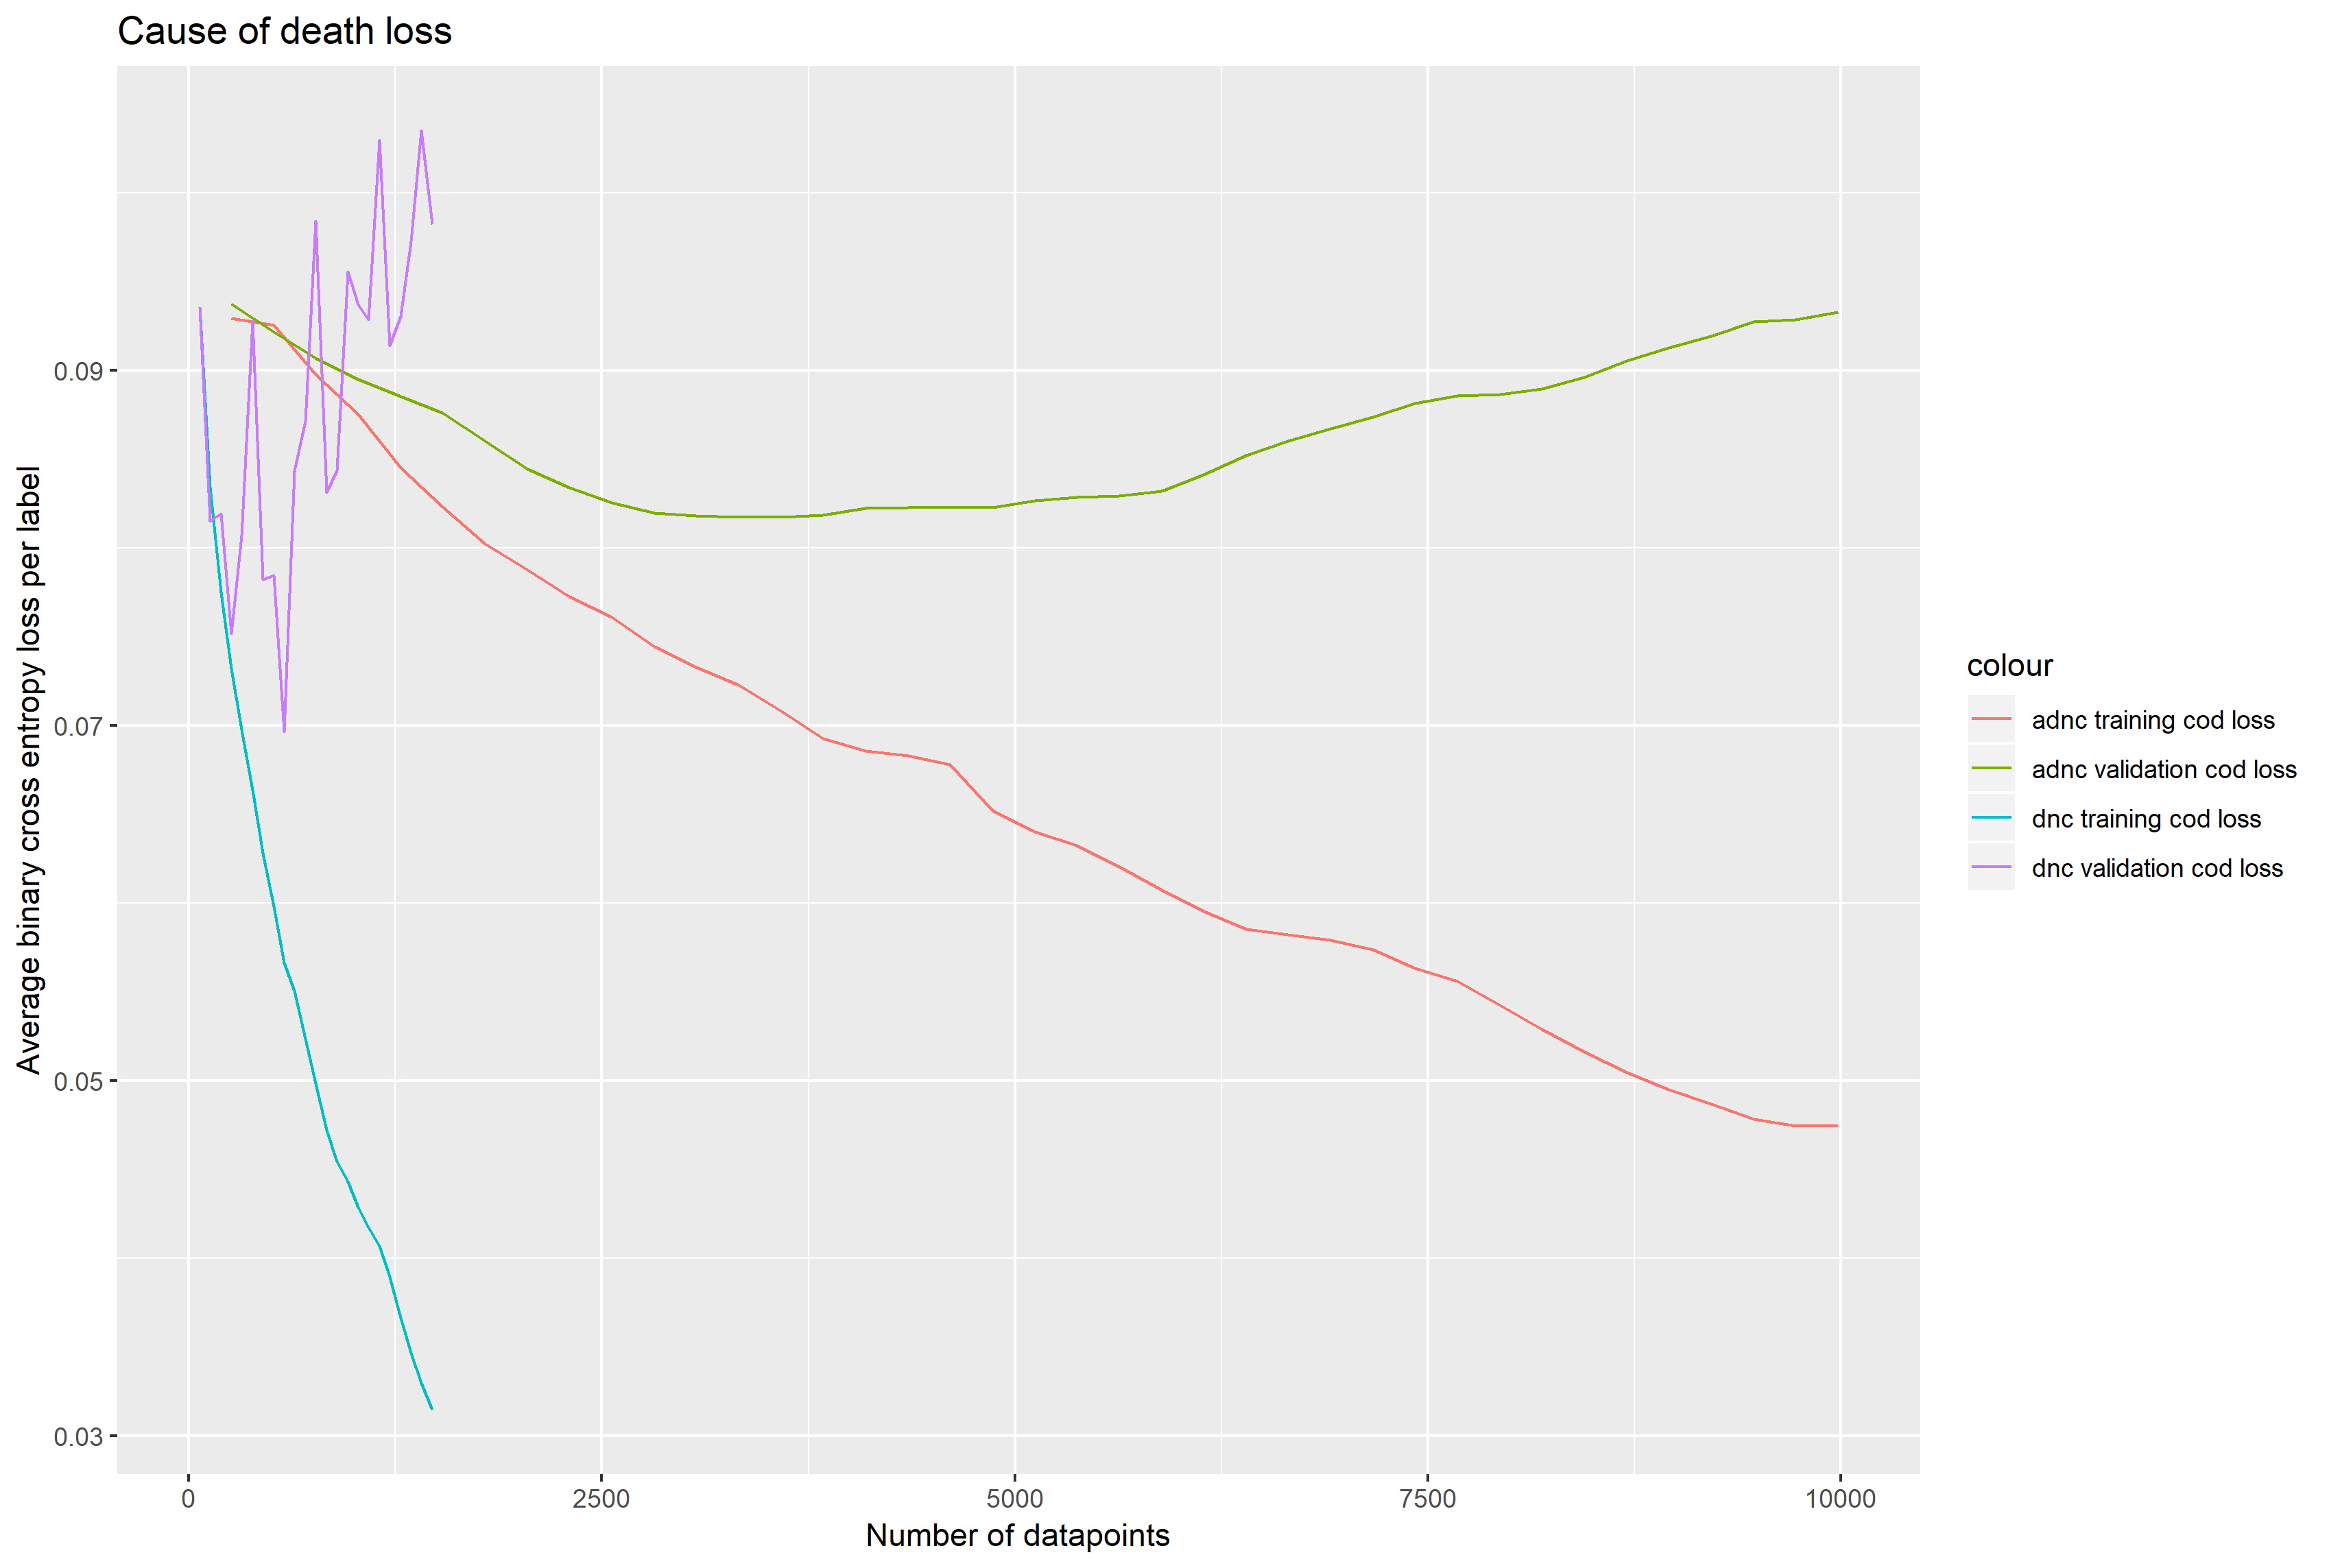 Cause of death loss
Average binary cross entropy loss per label
0.09
0.07
0.05
0.03
0
2500
5000
7500
10000
Number of datapoints
colour
adnc training cod loss
adnc validation cod loss
dnc training cod loss
dnc validation cod loss